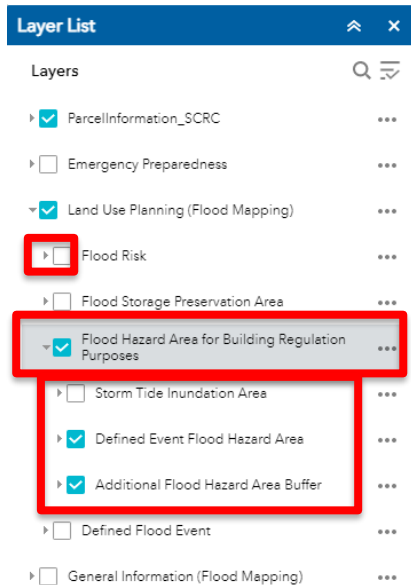 Layer List
Layers
ParcelInformation_SCRC
Emergency Preparedness
Land Use Planning (Flood Mapping)
Flood Risk
Flood Storage Preservation Area
Flood Hazard Area for Building Regulation
Purposes
Storm Tide Inundation Area
Defined Event Flood Hazard Area
Additional Flood Hazard Area Buffer
Defined Flood Event
General Information (Flood Mapping)